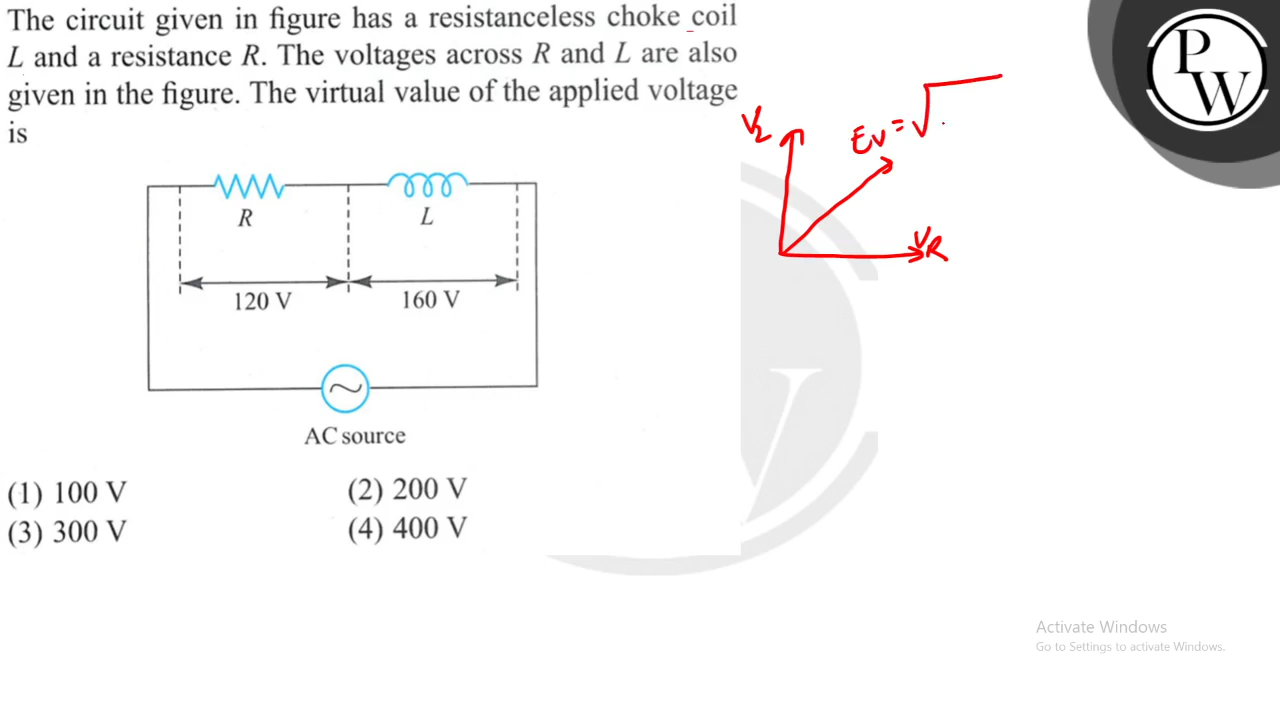 The circuit given in figure has a resistanceless choke coil
L and a resistance R. The voltages across R and L are also
given in the figure. The virtual value of the applied voltage
is
R
L
120 V
160 V
AC source
(1) 100 V
(2) 200 V
(3) 300 V
(4) 400 V
VL
Ev = √
VR
P
W
Activate Windows
Go to Settings to activate Windows.